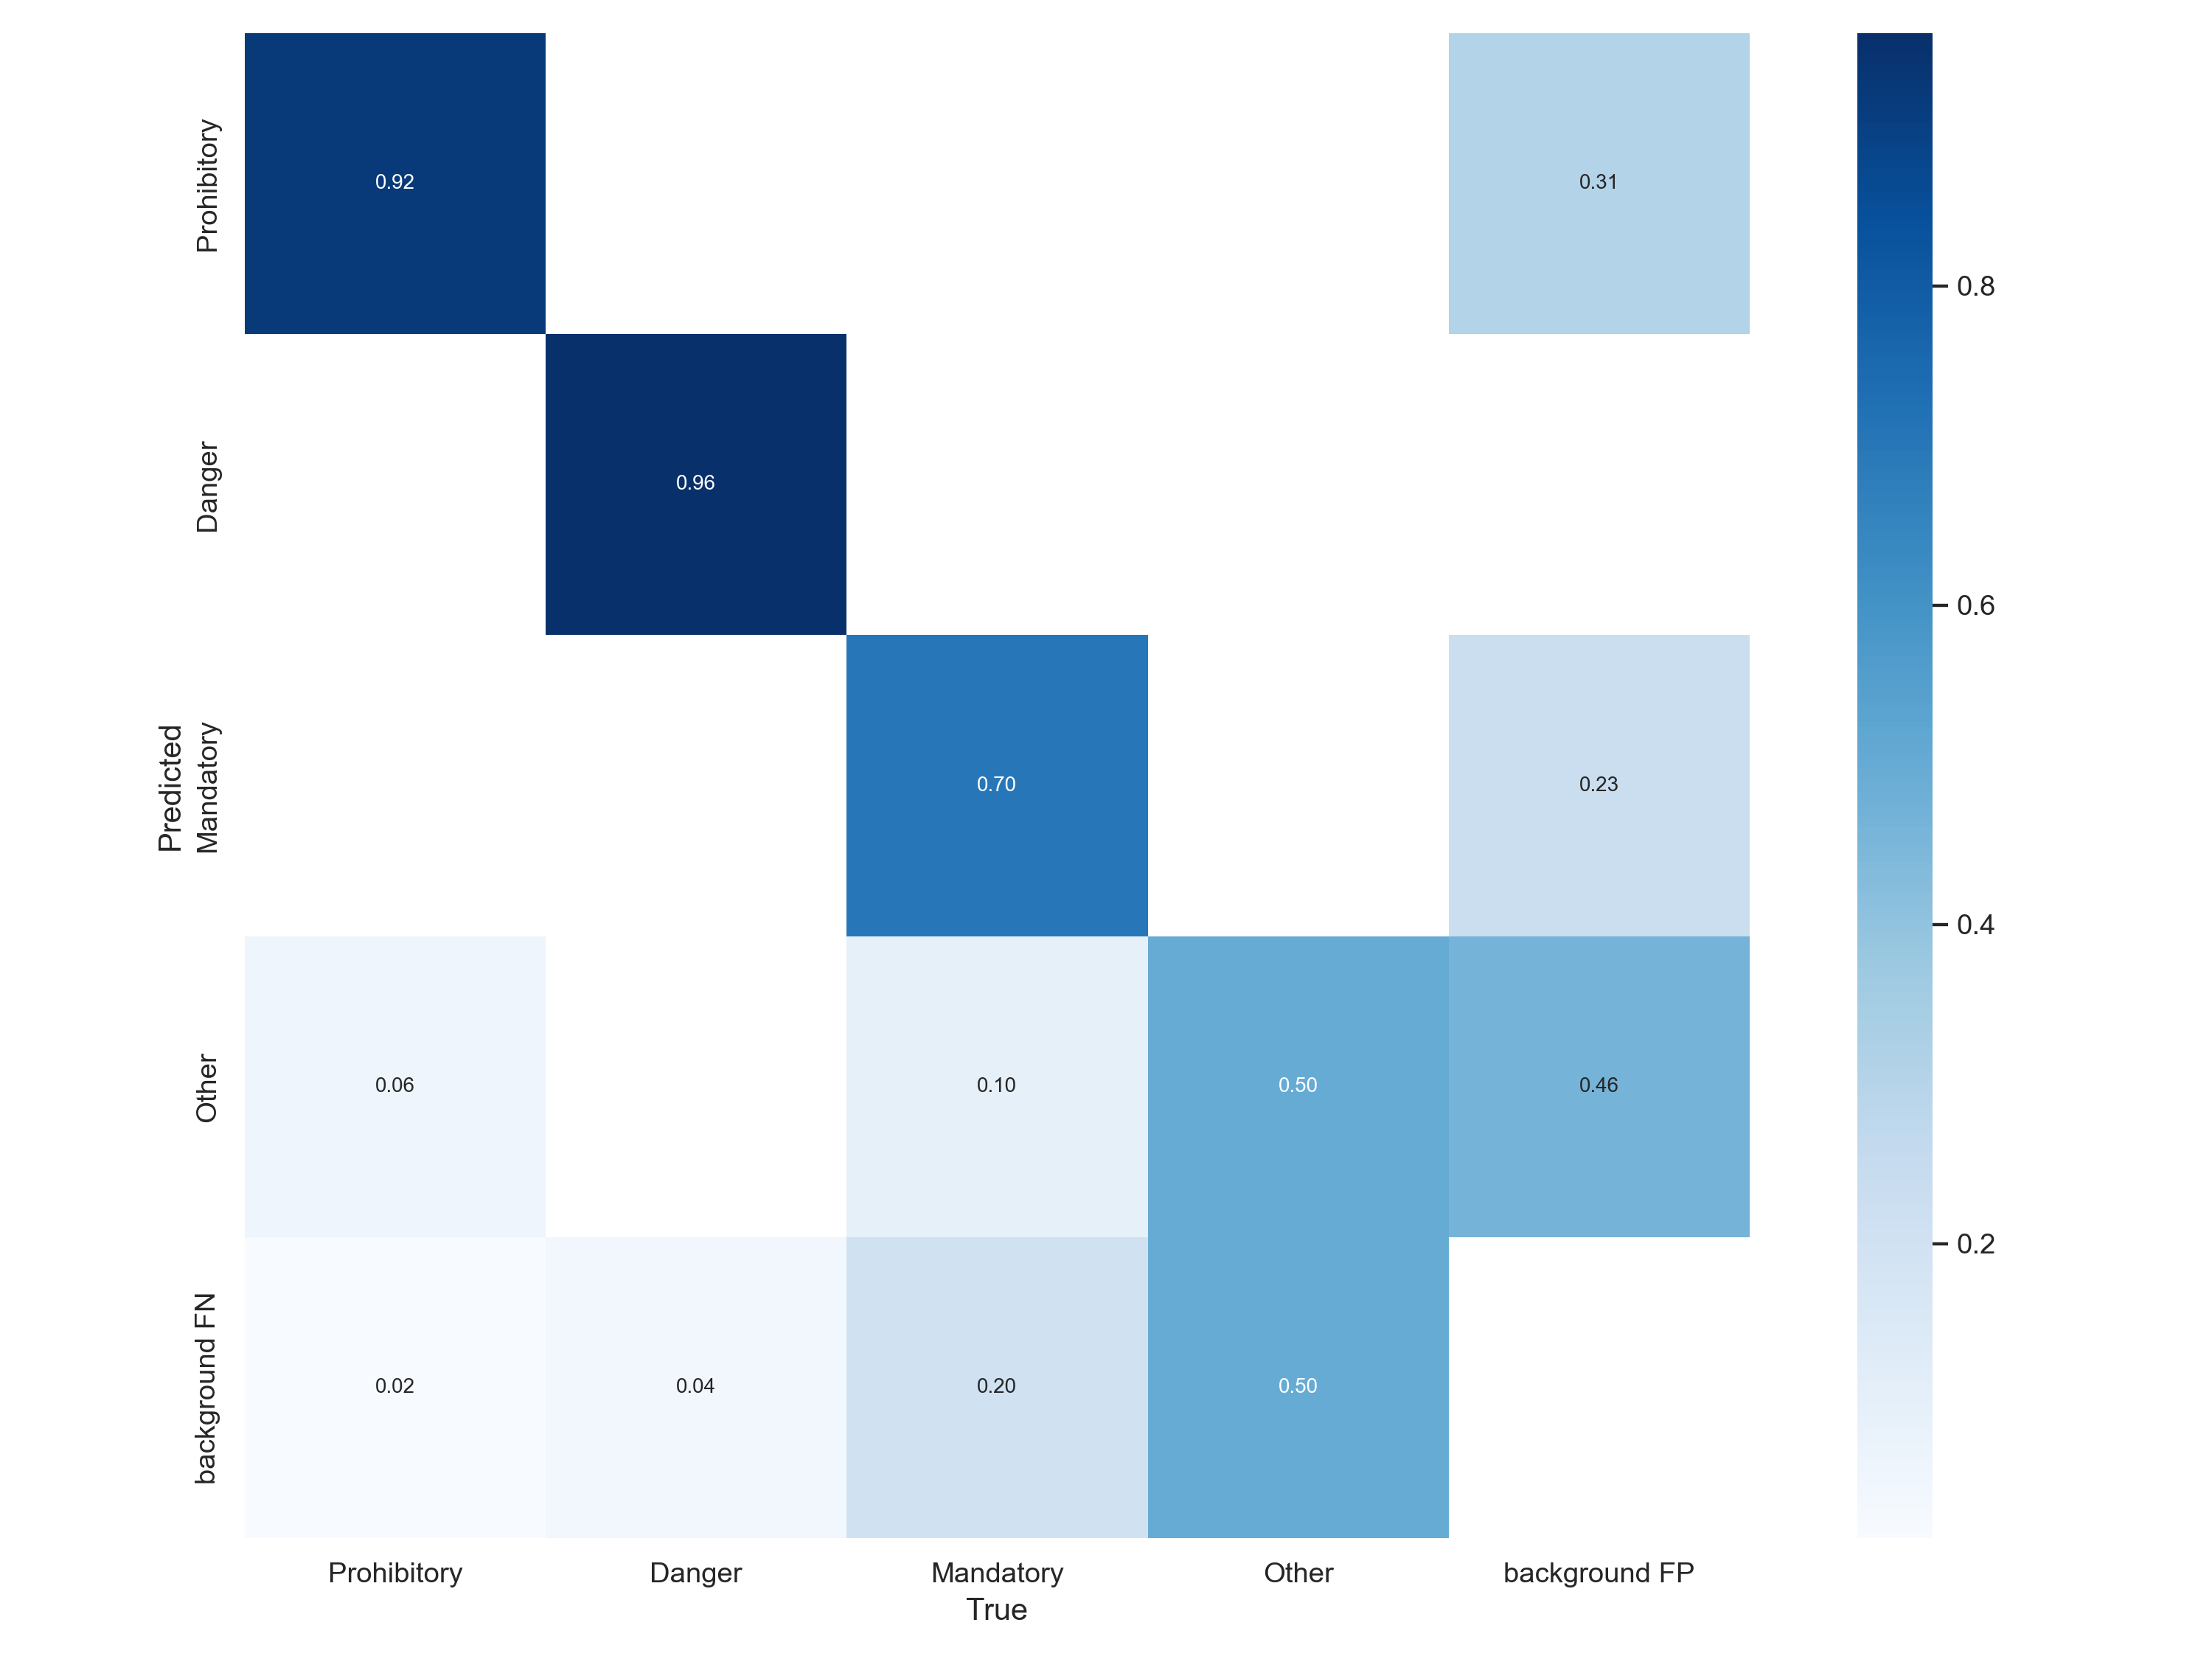 Prohibitory
0.92
0.31
Danger
0.96
Predicted
Mandatory
0.70
0.23
Other
0.06
0.10
0.50
0.46
background FN
0.02
0.04
0.20
0.50
Prohibitory
Danger
Mandatory
Other
background FP
True
0.8
0.6
0.4
0.2